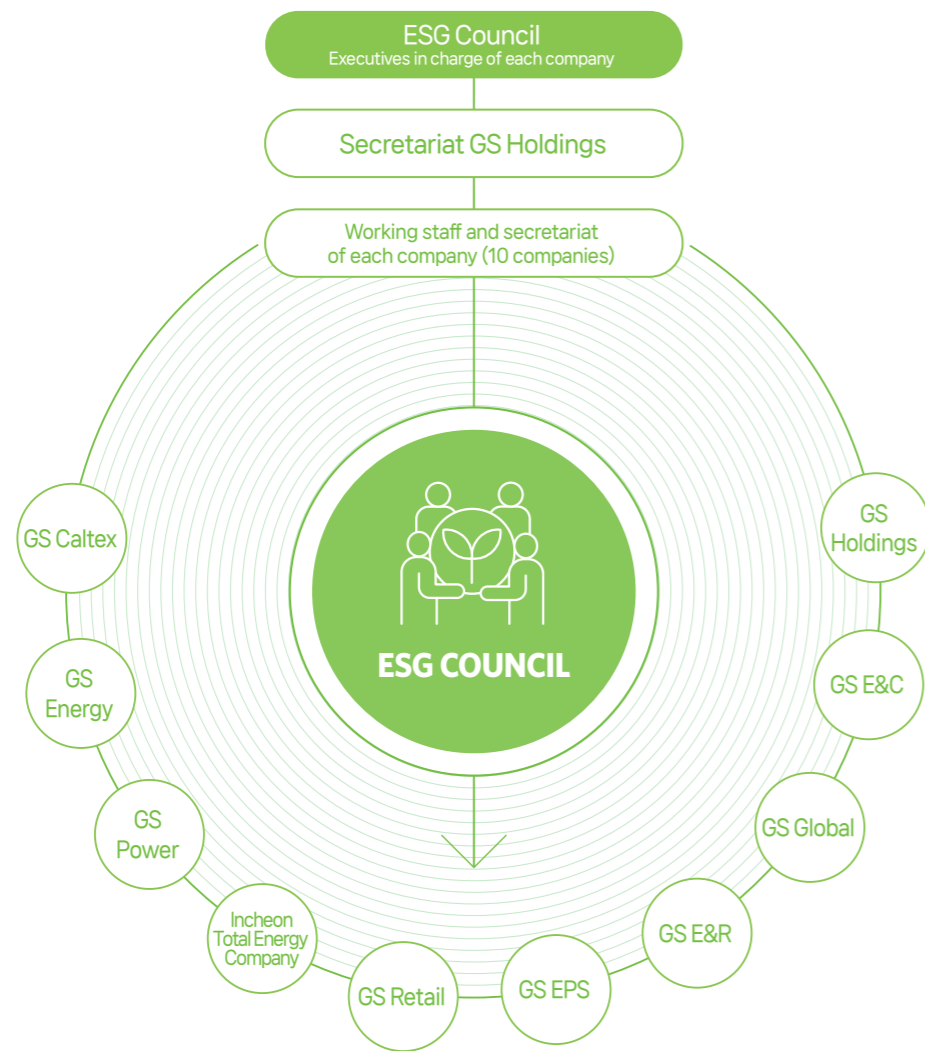 ESG Council
Executives in charge of each company
Secretariat GS Holdings
Working staff and secretariat
of each company (10 companies)
ESG COUNCIL
GS Caltex
GS
Energy
GS
Power
Incheon
Total Energy
Company
GS Retail
GS EPS
GS E&R
GS Global
GS E&C
GS
Holdings